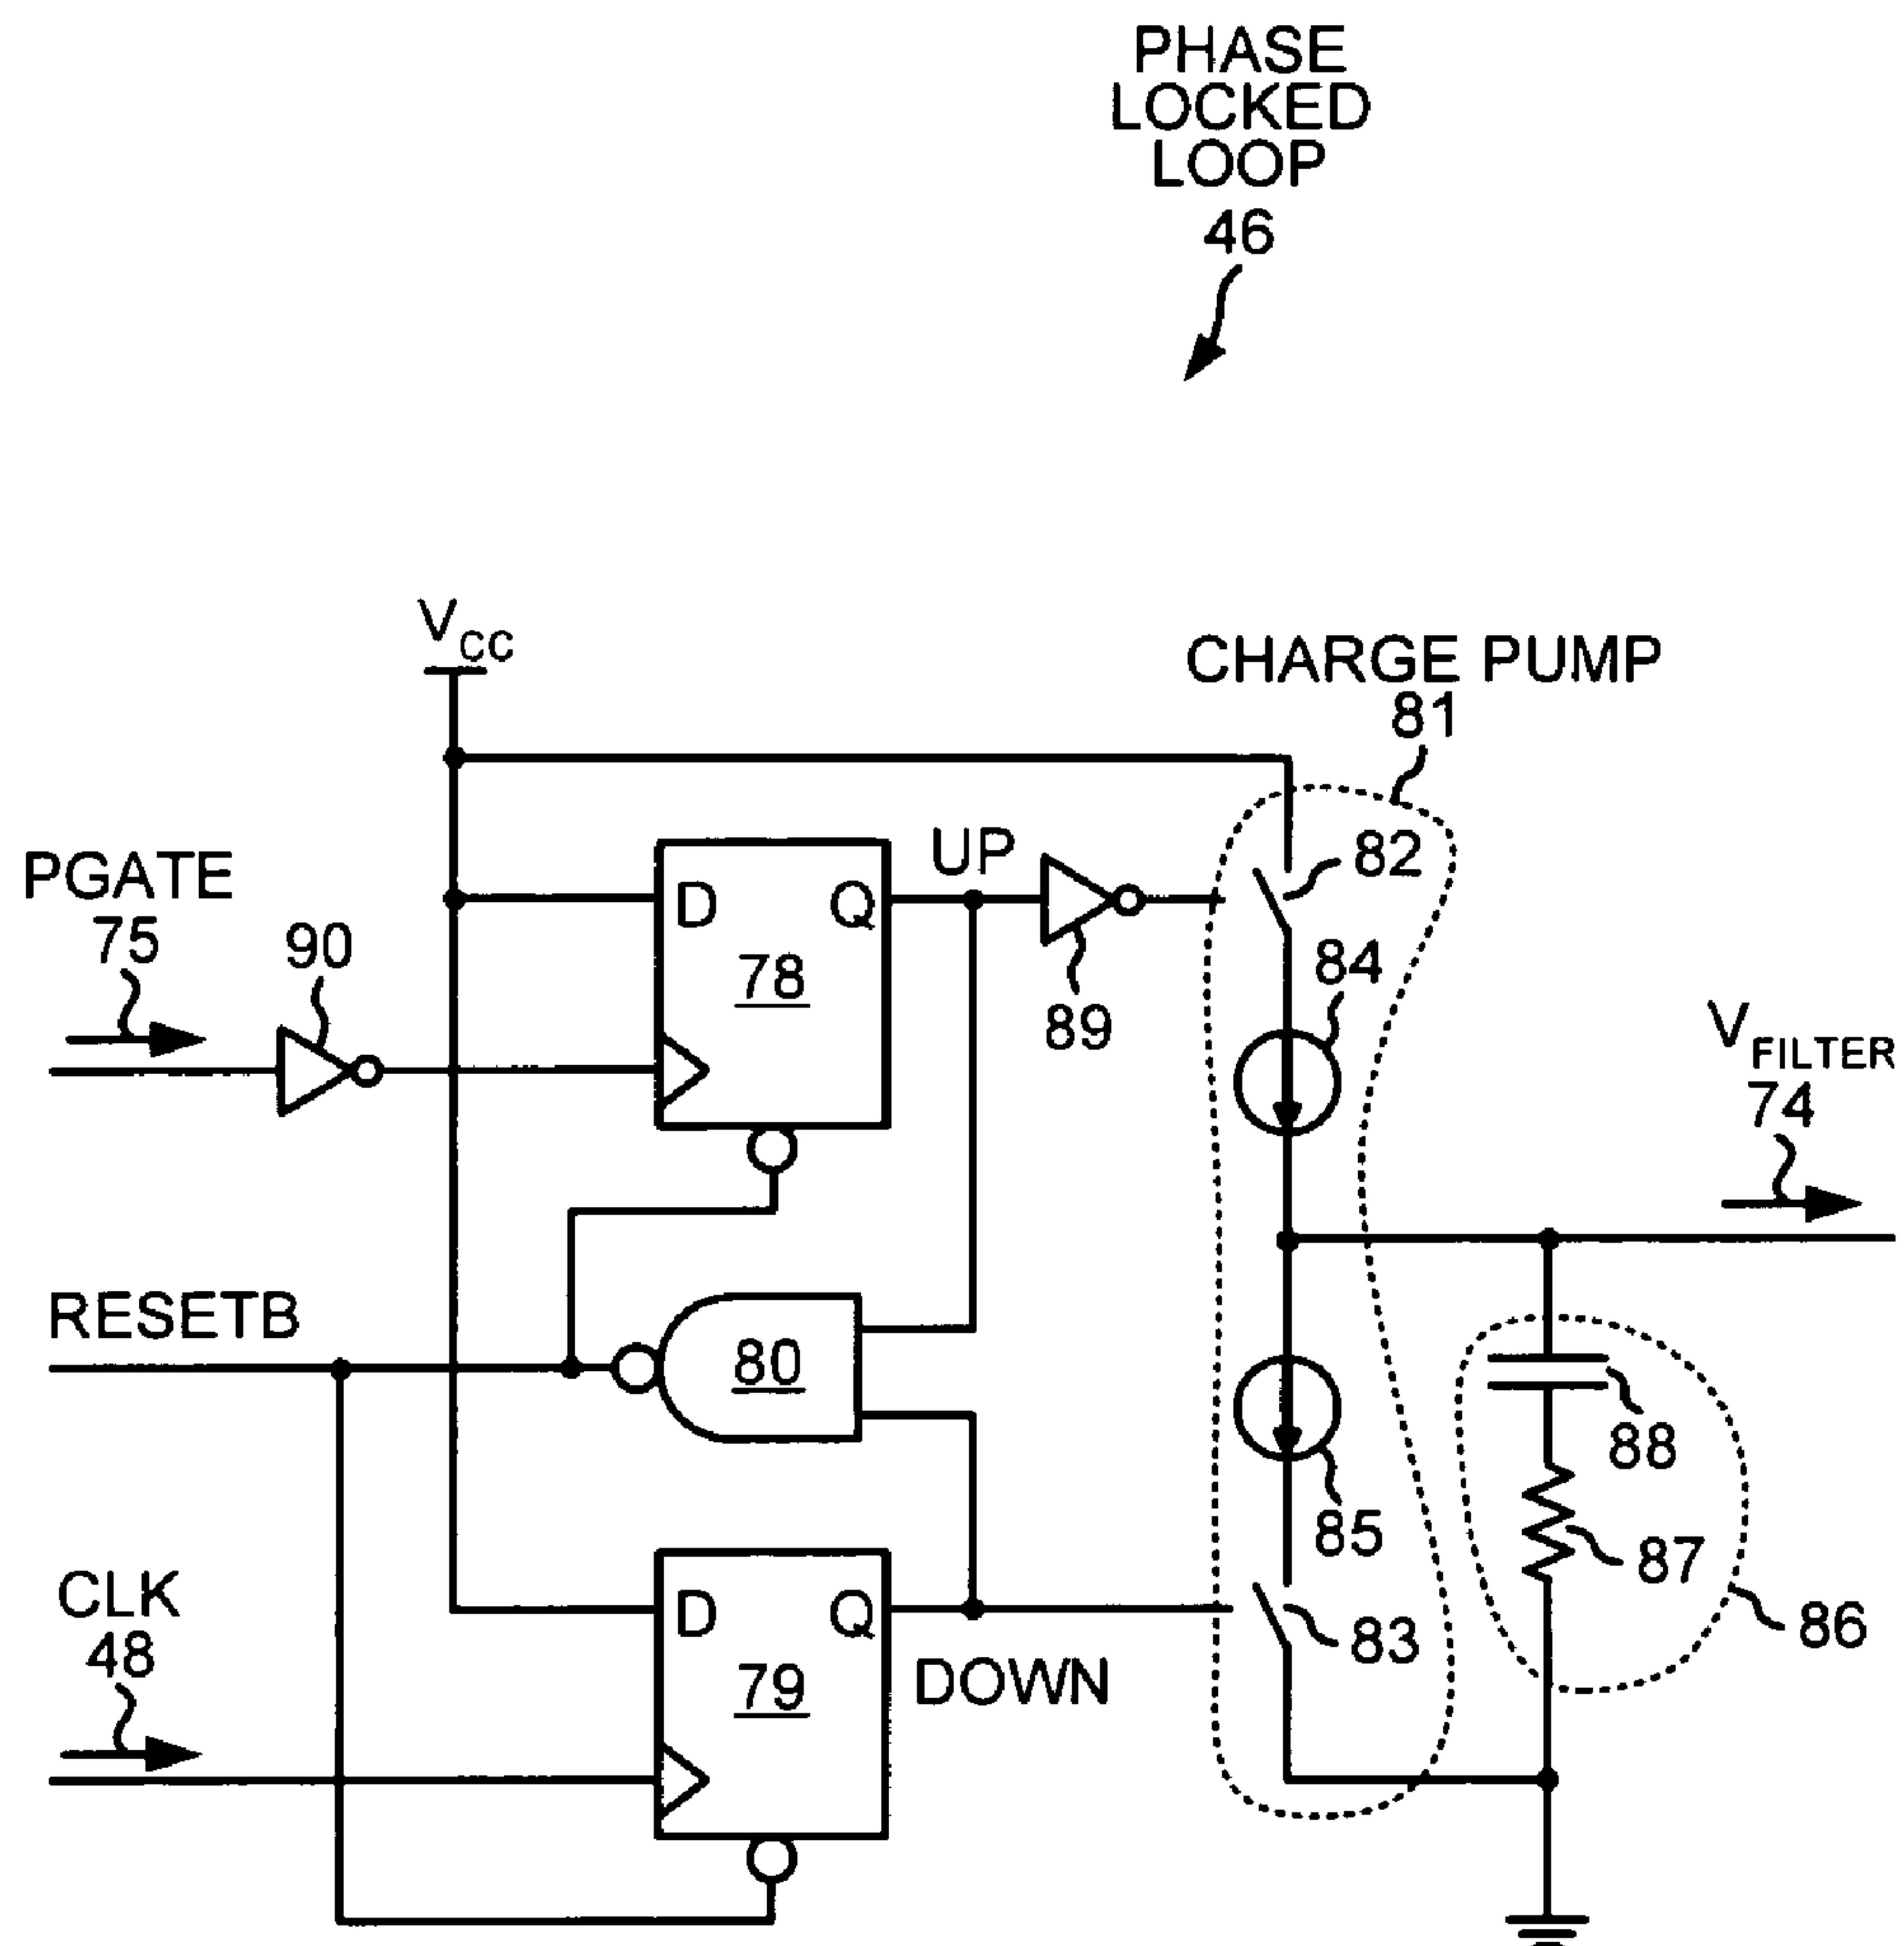 PHASE
LOCKED
LOOP
46
VCC
CHARGE PUMP
81
PGATE
75
90
D
Q
78
UP
89
82
84
VFILTER
74
RESETB
80
85
88
87
86
CLK
48
D
Q
79
DOWN
83